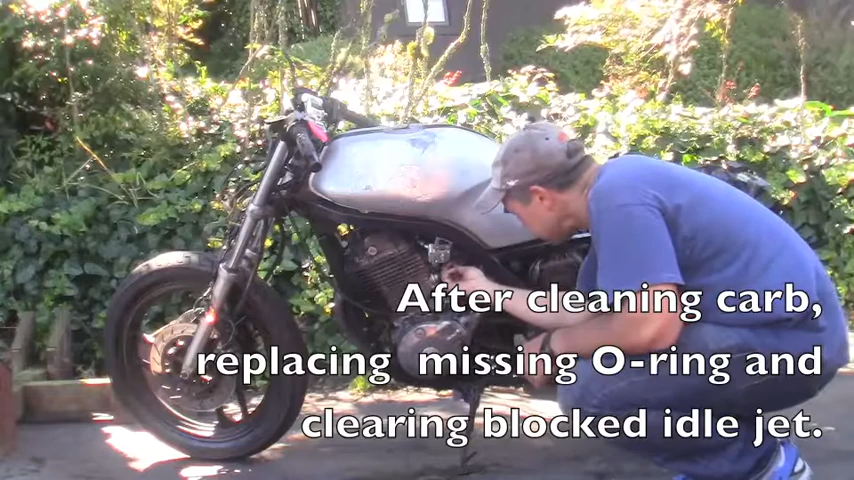 After cleaning carb,
replacing missing O-ring and
clearing blocked idle jet.